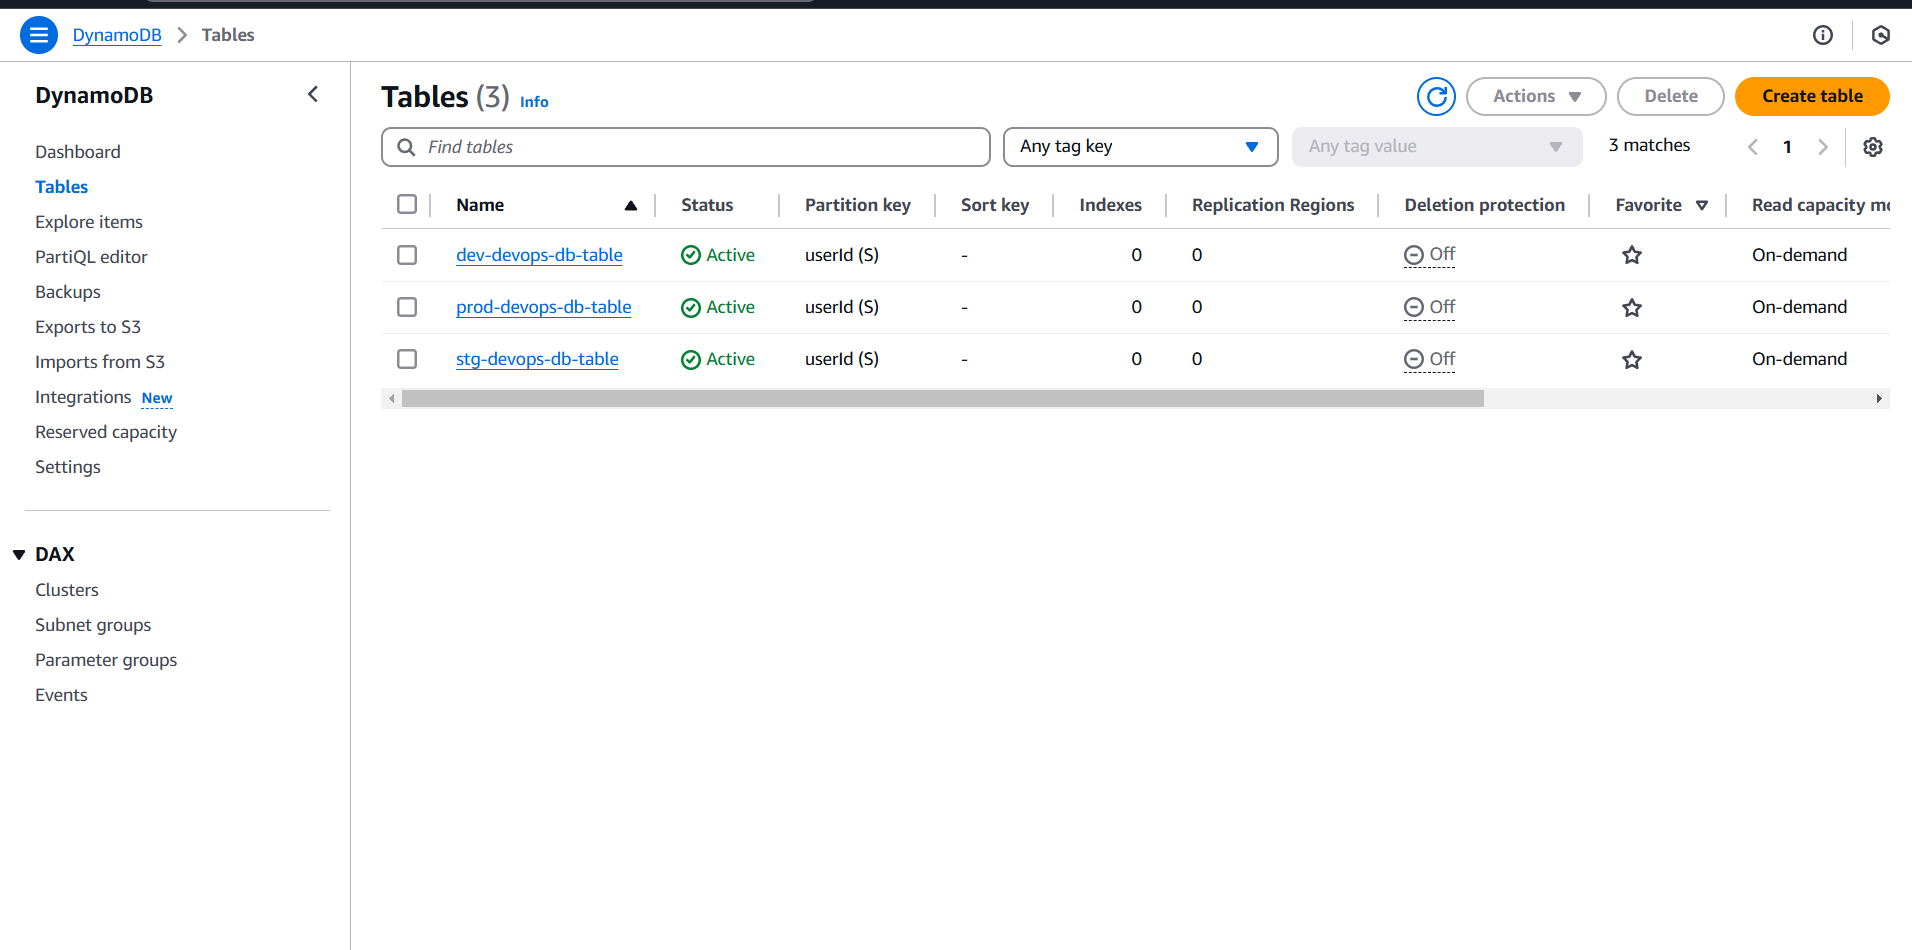 DynamoDB > Tables
DynamoDB
Dashboard
Tables
Explore items
PartiQL editor
Backups
Exports to S3
Imports from S3
Integrations New
Reserved capacity
Settings
DAX
Clusters
Subnet groups
Parameter groups
Events
Tables (3) Info
Actions Delete Create table
Find tables Any tag key Any tag value 3 matches 1
Name Status Partition key Sort key Indexes Replication Regions Deletion protection Favorite Read capacity mo
dev-devops-db-table Active userId (S) - 0 0 Off On-demand
prod-devops-db-table Active userId (S) - 0 0 Off On-demand
stg-devops-db-table Active userId (S) - 0 0 Off On-demand